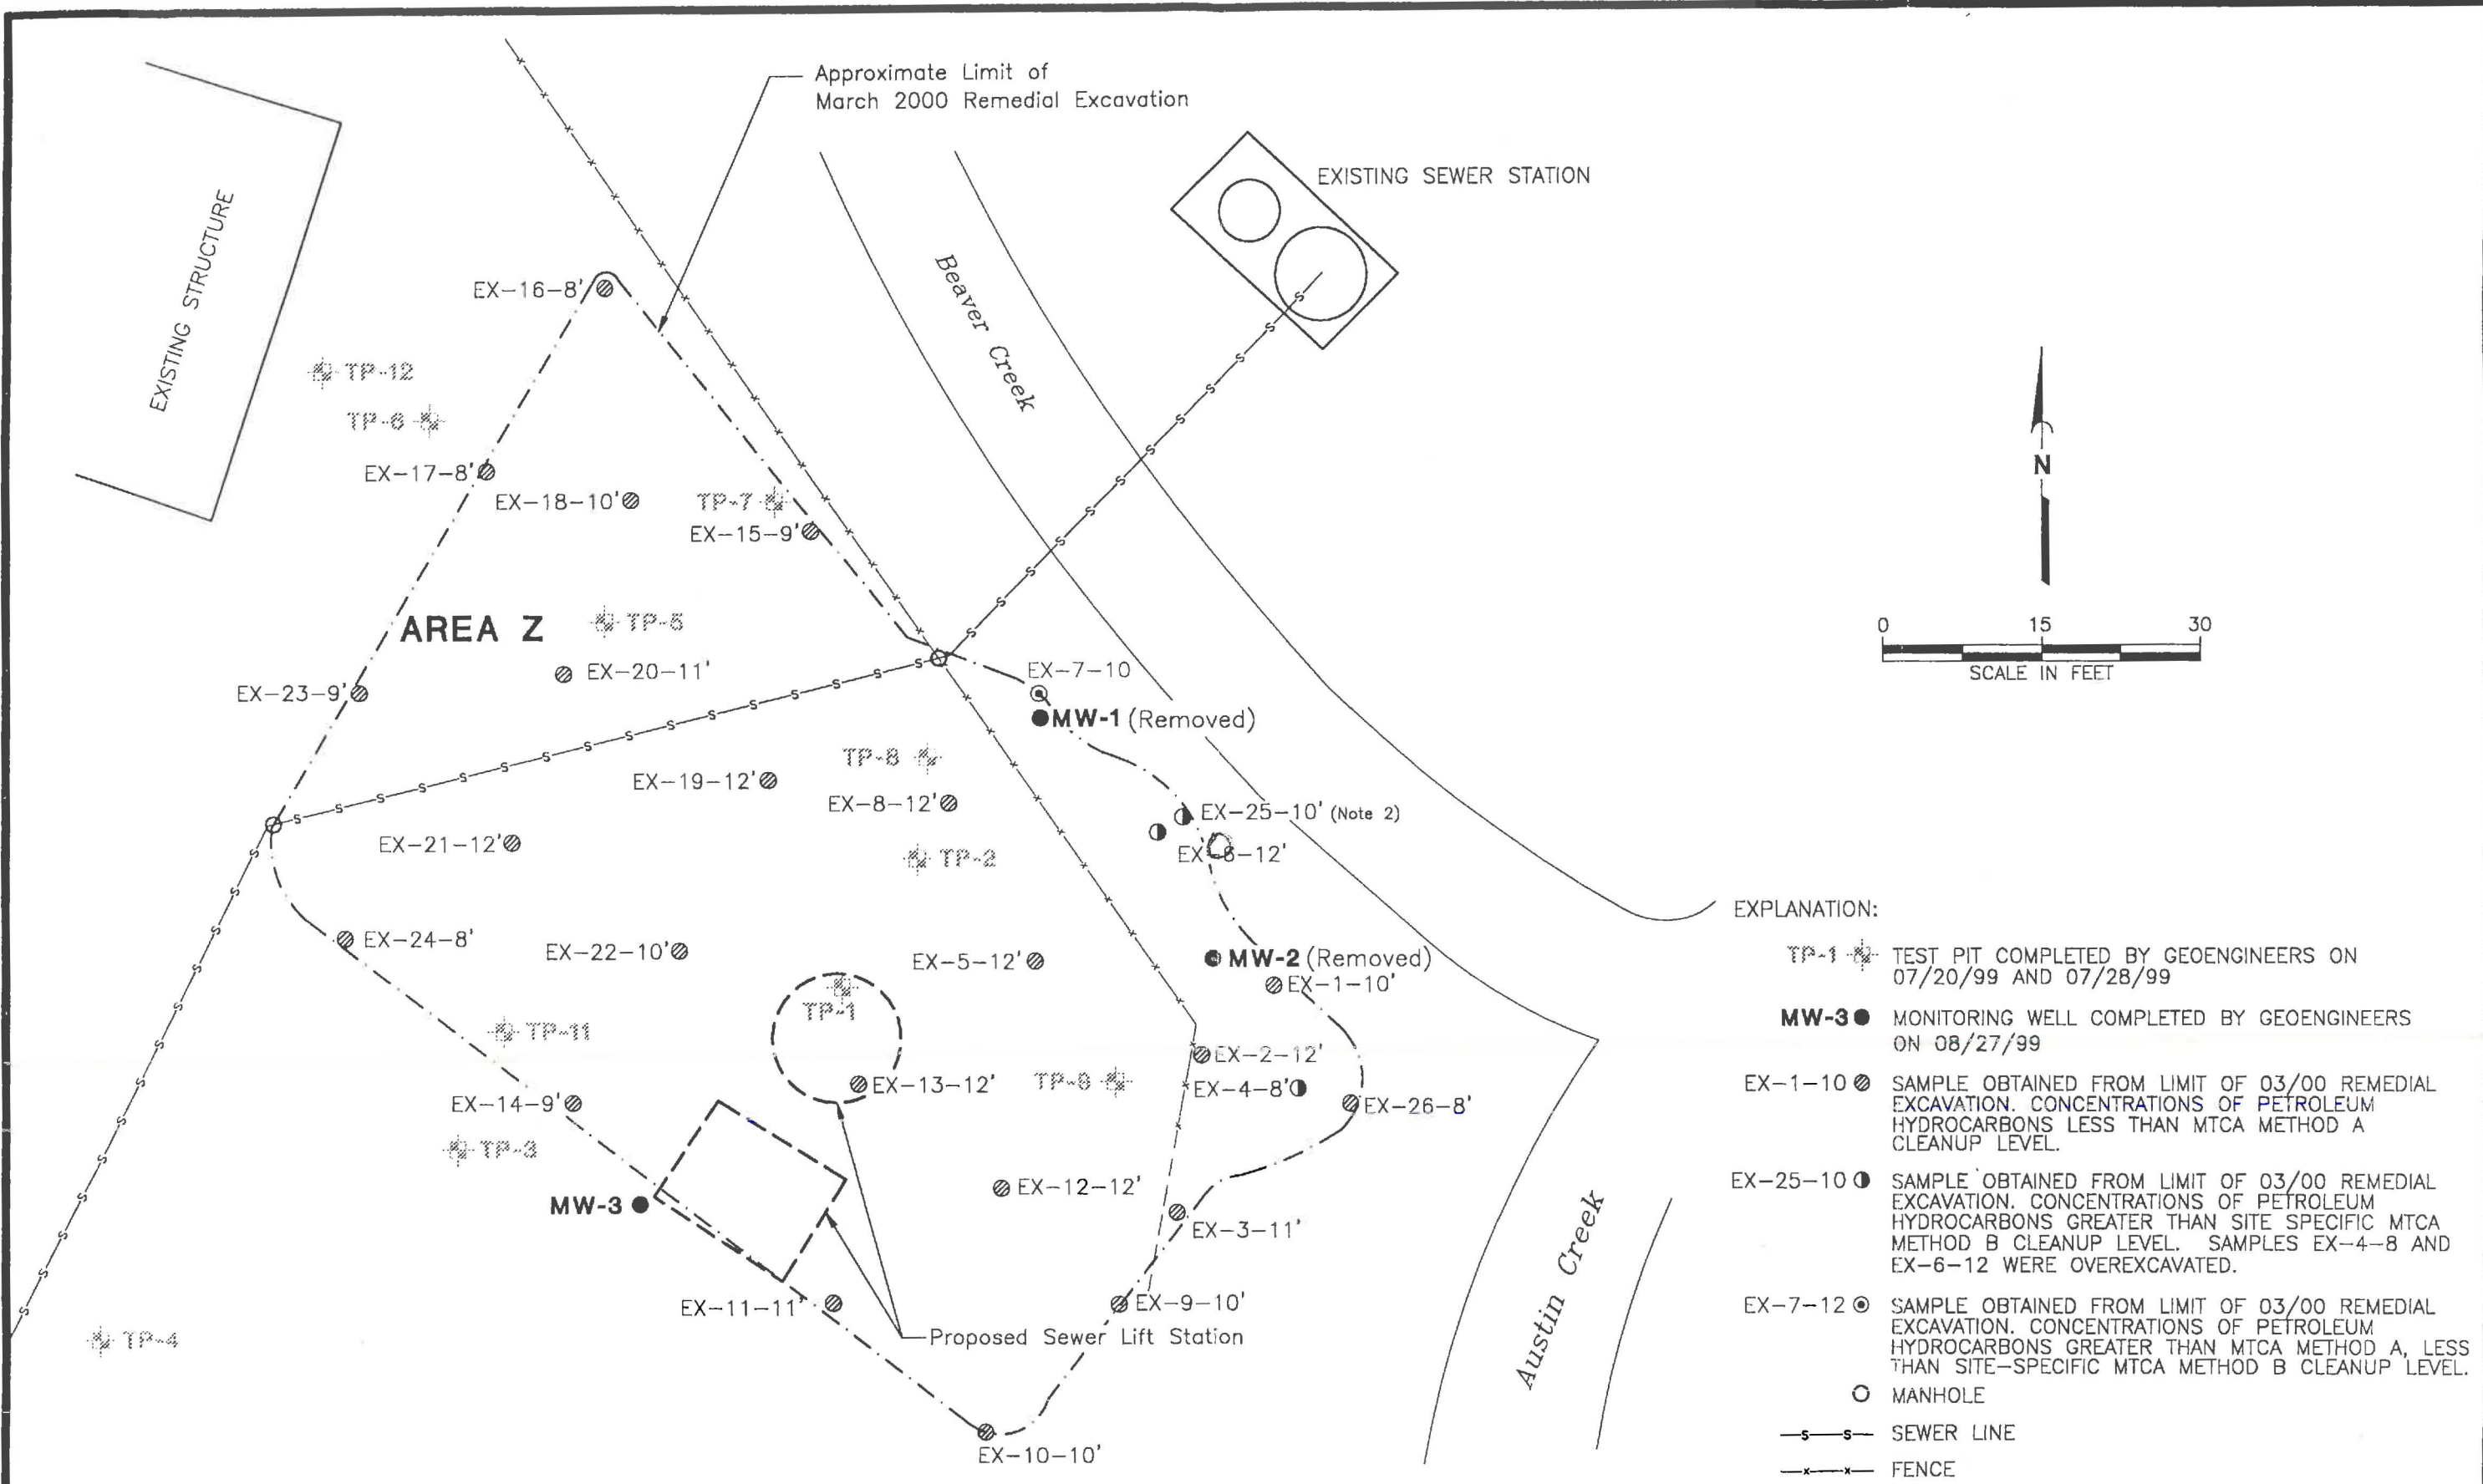 Approximate Limit of
March 2000 Remedial Excavation
EXISTING SEWER STATION
EXISTING STRUCTURE
Beaver Creek
EX-16-8'
TP-12
TP-6
EX-17-8'
EX-18-10'
TP-7
EX-15-9'
N
AREA Z
TP-5
0 15 30
SCALE IN FEET
EX-20-11'
EX-23-9'
EX-7-10
MW-1 (Removed)
TP-8
EX-19-12'
EX-8-12'
EX-25-10' (Note 2)
EX-21-12'
TP-2
EX-6-12'
EX-24-8'
EX-22-10'
EX-5-12'
MW-2 (Removed)
EX-1-10'
TP-1
TP-11
EX-2-12'
EX-13-12'
TP-9
EX-4-8'
EX-14-9'
EX-26-8'
TP-3
MW-3
EX-12-12'
EX-3-11'
EX-11-11'
EX-9-10'
Proposed Sewer Lift Station
TP-4
EX-10-10'
Austin Creek
EXPLANATION:
TP-1 TEST PIT COMPLETED BY GEOENGINEERS ON
07/20/99 AND 07/28/99
MW-3 MONITORING WELL COMPLETED BY GEOENGINEERS
ON 08/27/99
EX-1-10 SAMPLE OBTAINED FROM LIMIT OF 03/00 REMEDIAL
EXCAVATION. CONCENTRATIONS OF PETROLEUM
HYDROCARBONS LESS THAN MTCA METHOD A
CLEANUP LEVEL.
EX-25-10 SAMPLE OBTAINED FROM LIMIT OF 03/00 REMEDIAL
EXCAVATION. CONCENTRATIONS OF PETROLEUM
HYDROCARBONS GREATER THAN SITE SPECIFIC MTCA
METHOD B CLEANUP LEVEL. SAMPLES EX-4-8 AND
EX-6-12 WERE OVEREXCAVATED.
EX-7-12 SAMPLE OBTAINED FROM LIMIT OF 03/00 REMEDIAL
EXCAVATION. CONCENTRATIONS OF PETROLEUM
HYDROCARBONS GREATER THAN MTCA METHOD A, LESS
THAN SITE-SPECIFIC MTCA METHOD B CLEANUP LEVEL.
MANHOLE
SEWER LINE
FENCE